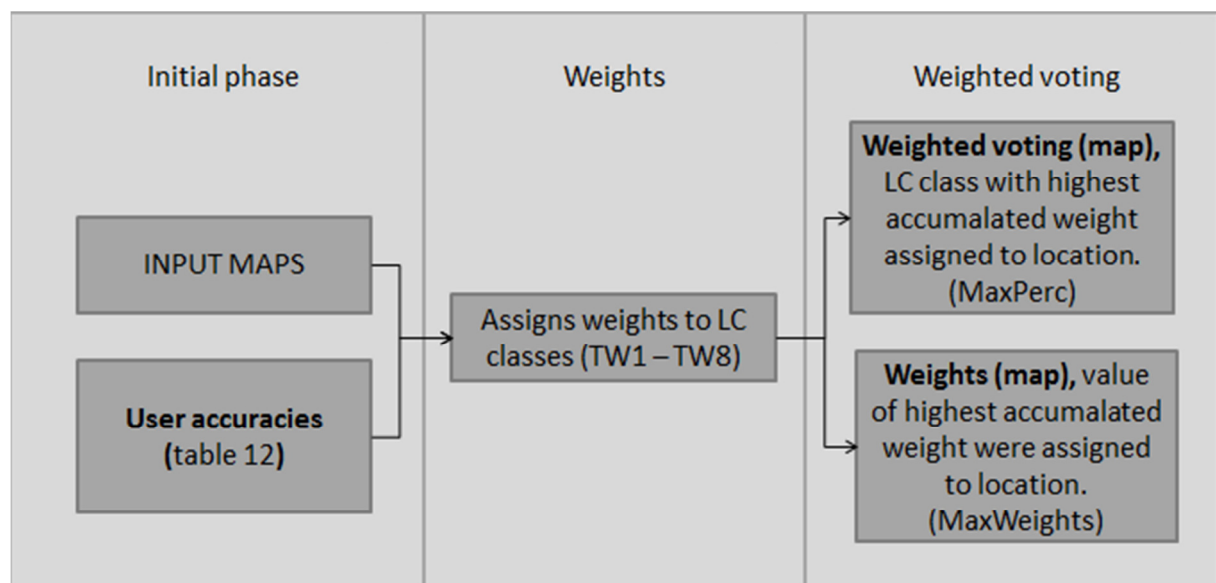 Initial phase
Weights
Weighted voting
INPUT MAPS
User accuracies
(table 12)
Assigns weights to LC
classes (TW1 – TW8)
Weighted voting (map),
LC class with highest
accumalated weight
assigned to location.
(MaxPerc)
Weights (map), value
of highest accumalated
weight were assigned
to location.
(MaxWeights)